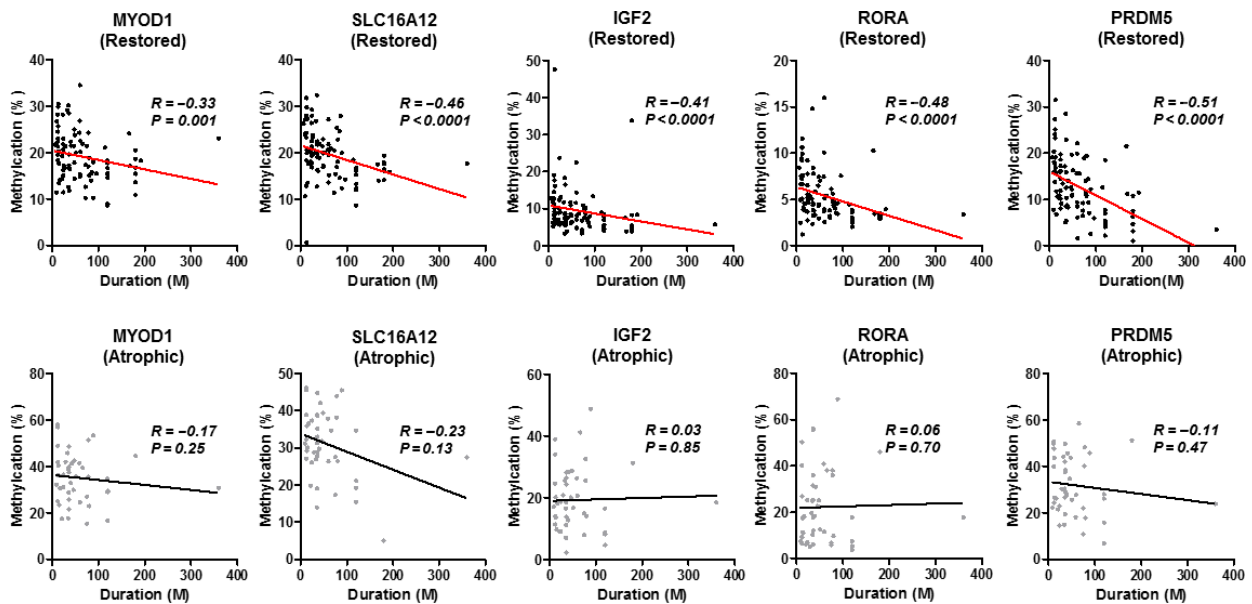 MYOD1
(Restored)
SLC16A12
(Restored)
IGF2
(Restored)
RORA
(Restored)
PRDM5
(Restored)
Methylcation (% )
40
30
20
10
0
R = −0.33
P = 0.001
0 100 200 300 400
Duration (M)
Methylcation (% )
40
30
20
10
0
R = −0.46
P < 0.0001
0 100 200 300 400
Duration (M)
Methylcation (% )
50
40
30
20
10
0
R = −0.41
P < 0.0001
0 100 200 300 400
Duration (M)
Methylcation (% )
20
15
10
5
0
R = −0.48
P < 0.0001
0 100 200 300 400
Duration (M)
Methylcation(% )
40
30
20
10
0
R = −0.51
P < 0.0001
0 100 200 300 400
Duration(M)
MYOD1
(Atrophic)
SLC16A12
(Atrophic)
IGF2
(Atrophic)
RORA
(Atrophic)
PRDM5
(Atrophic)
Methylcation (% )
80
60
40
20
0
R = −0.17
P = 0.25
0 100 200 300 400
Duration (M)
Methylcation (% )
50
40
30
20
10
0
R = −0.23
P = 0.13
0 100 200 300 400
Duration (M)
Methylcation (% )
60
40
20
0
R = 0.03
P = 0.85
0 100 200 300 400
Duration (M)
Methylcation (% )
80
60
40
20
0
R = 0.06
P = 0.70
0 100 200 300 400
Duration (M)
Methylcation (% )
80
60
40
20
0
R = −0.11
P = 0.47
0 100 200 300 400
Duration (M)